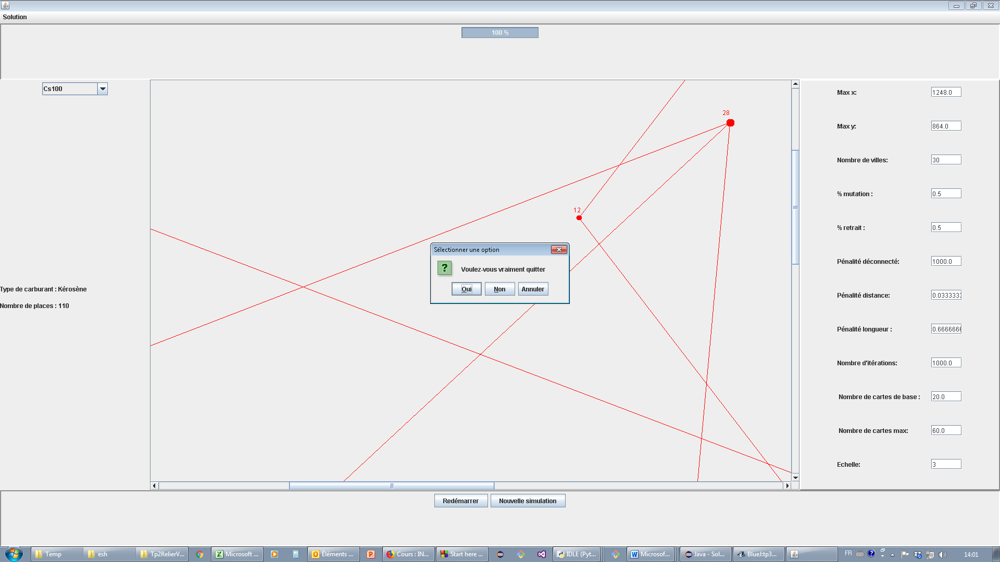 Solution
100 %
Cs100
Type de carburant : Kérosène
Nombre de places : 110
28
12
Sélectionner une option
?
Voulez-vous vraiment quitter
Oui Non Annuler
Max x: 1248.0
Max y: 864.0
Nombre de villes: 30
% mutation : 0.5
% retrait : 0.5
Pénalité déconnecté: 1000.0
Pénalité distance: 0.0333333
Pénalité longueur : 0.6666666
Nombre d'itérations: 1000.0
Nombre de cartes de base : 20.0
Nombre de cartes max: 60.0
Echelle: 3
Redémarrer Nouvelle simulation
Temp esh Tp2RelierV... Microsoft ... Éléments ... Cours : IN... Start here ... IDLE (Pyt... Microsof... Java - Sol... BlueJ:tp3... FR 14:01